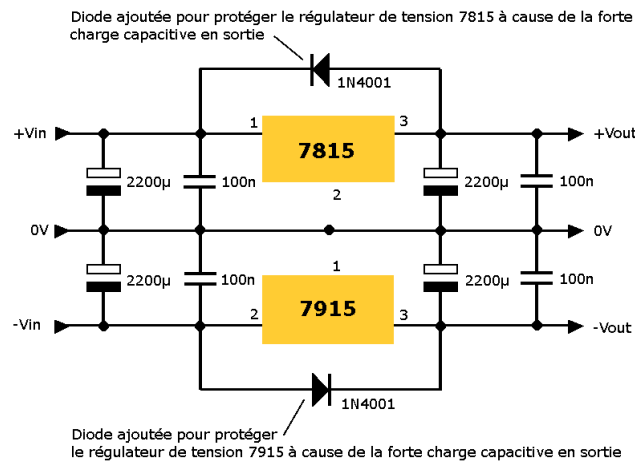 Diode ajoutée pour protéger le régulateur de tension 7815 à cause de la forte
charge capacitive en sortie
1N4001
+Vin
1
3
+Vout
7815
2200µ
100n
2
2200µ
100n
0V
0V
2200µ
100n
1
2200µ
100n
7915
-Vin
2
3
-Vout
1N4001
Diode ajoutée pour protéger
le régulateur de tension 7915 à cause de la forte charge capacitive en sortie